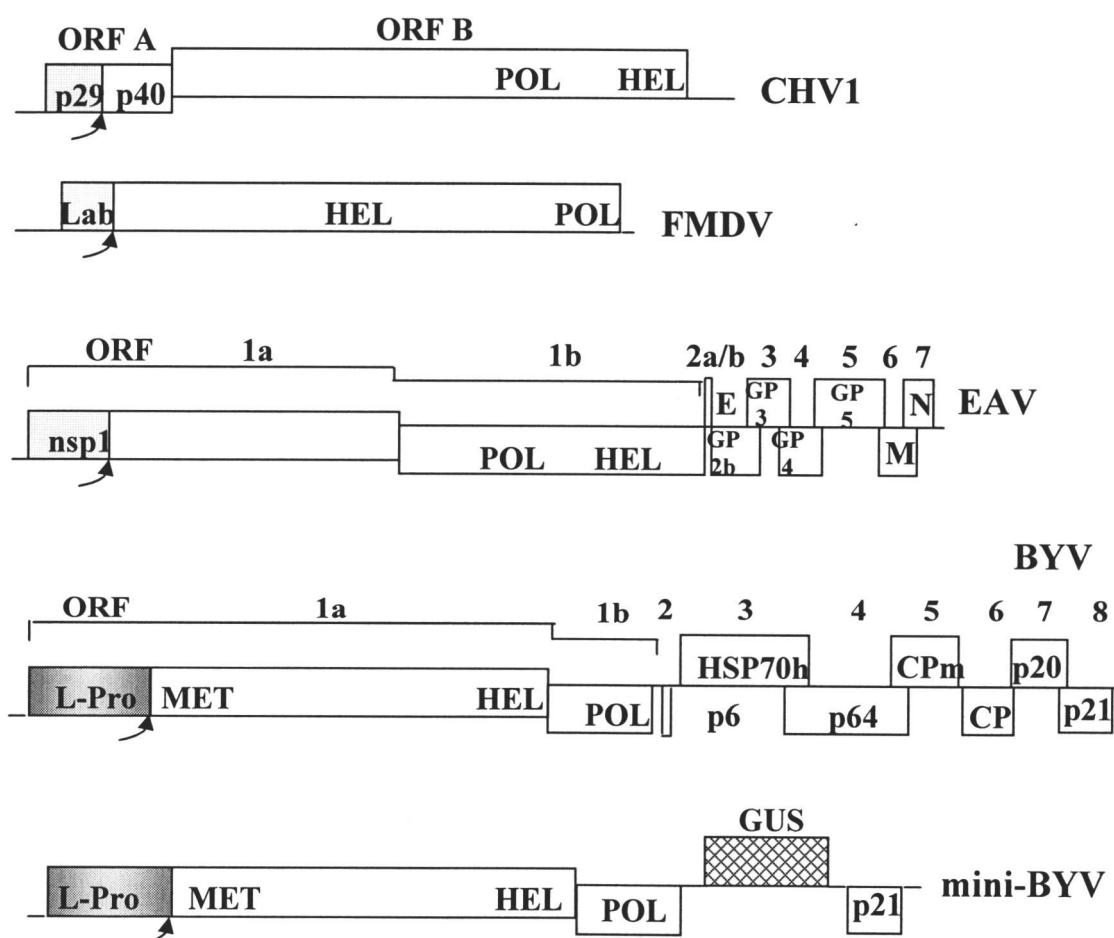 ORF A ORF B
p29 p40 POL HEL CHV1
Lab HEL POL FMDV
ORF 1a 1b 2a/b 3 4 5 6 7
nsp1 POL HEL E GP 3 GP 5 N EAV
GP 2b GP 4 M
BYV
ORF 1a 1b 2 3 4 5 6 7 8
L-Pro MET HEL HSP70h CPm p20
POL p6 p64 CP p21
GUS
L-Pro MET HEL mini-BYV
POL p21